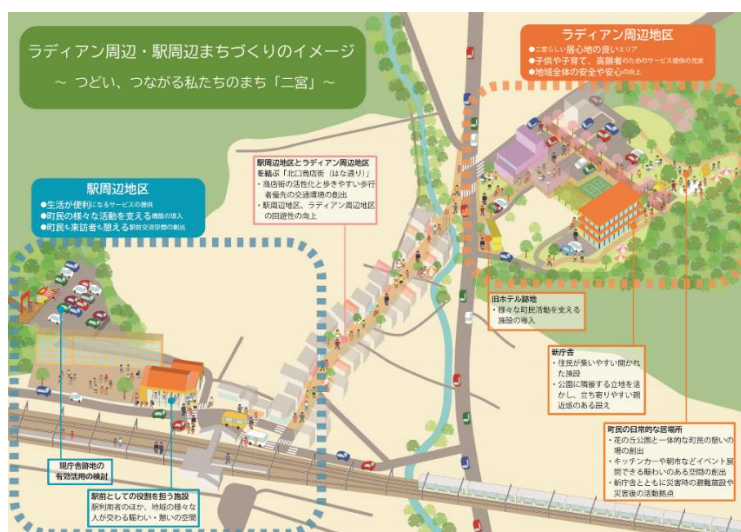 ラディアン周辺・駅周辺まちづくりのイメージ
～ つどい、つながる私たちのまち「二宮」～
ラディアン周辺地区
●二宮らしい居心地の良いエリア
●子供や子育て、高齢者のためのサービス提供の充実
●地域全体の安全や安心の向上
駅周辺地区とラディアン周辺地区
を結ぶ「北口商店街（はな通り）」
・商店街の活性化と歩きやすい歩行
者優先の交通環境の創出
・駅周辺地区、ラディアン周辺地区
の回遊性の向上
駅周辺地区
●生活が便利になるサービスの提供
●町民の様々な活動を支える機能の導入
●町民も来訪者も憩える駅前交流空間の創出
旧ホテル跡地
・様々な町民活動を支える
施設の導入
新庁舎
・住民が集いやすい開かれ
た施設
・公園に隣接する立地を活
かし、立ち寄りやすい親
近感のある設え
町民の日常的な居場所
・花の丘公園と一体的な町民の憩いの
場の創出
・キッチンカーや朝市などイベント展
開できる賑わいのある空間の創出
・新庁舎とともに災害時の避難施設や
災害後の活動拠点
現庁舎跡地の
有効活用の検討
駅前としての役割を担う施設
駅利用者のほか、地域の様々な
人が交わる賑わい・憩いの空間